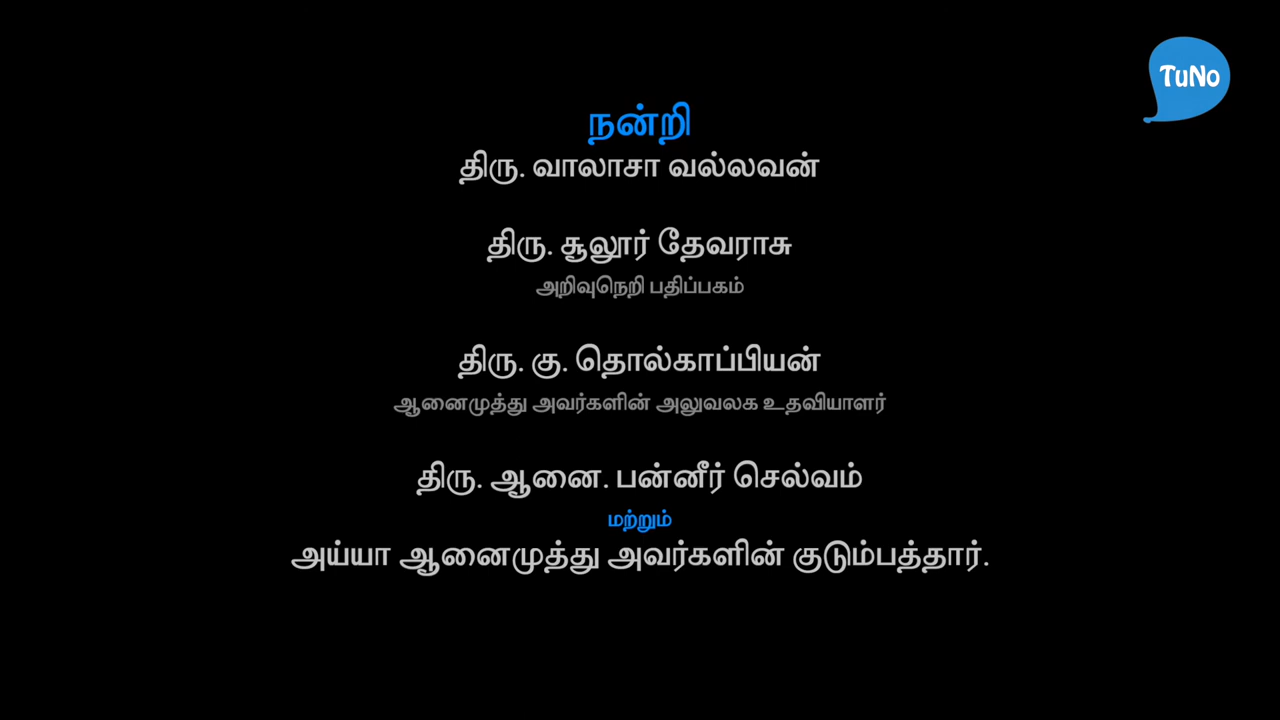 TuNo
நன்றி
திரு. வாலாசா வல்லவன்
திரு. சூலூர் தேவராசு
அறிவுநெறி பதிப்பகம்
திரு. கு. தொல்காப்பியன்
ஆனைமுத்து அவர்களின் அலுவலக உதவியாளர்
திரு. ஆனை. பன்னீர் செல்வம்
மற்றும்
அய்யா ஆனைமுத்து அவர்களின் குடும்பத்தார்.